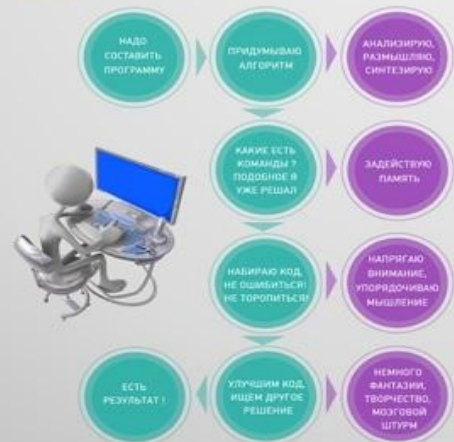 НАДО
СОСТАВИТЬ
ПРОГРАММУ
ПРИДУМЫВАЮ
АЛГОРИТМ
АНАЛИЗИРУЮ,
РАЗМЫШЛЯЮ,
СИНТЕЗИРУЮ
КАКИЕ ЕСТЬ
КОМАНДЫ ?
ПОДОБНОЕ Я
УЖЕ РЕШАЛ
ЗАДЕЙСТВУЮ
ПАМЯТЬ
НАБИРАЮ КОД,
НЕ ОШИБИТЬСЯ!
НЕ ТОРОПИТЬСЯ!
НАПРЯГАЮ
ВНИМАНИЕ,
УПОРЯДОЧИВАЮ
МЫШЛЕНИЕ
ЕСТЬ
РЕЗУЛЬТАТ !
УЛУЧШИМ КОД,
ИЩЕМ ДРУГОЕ
РЕШЕНИЕ
НЕМНОГО
ФАНТАЗИИ,
ТВОРЧЕСТВО,
МОЗГОВОЙ
ШТУРМ